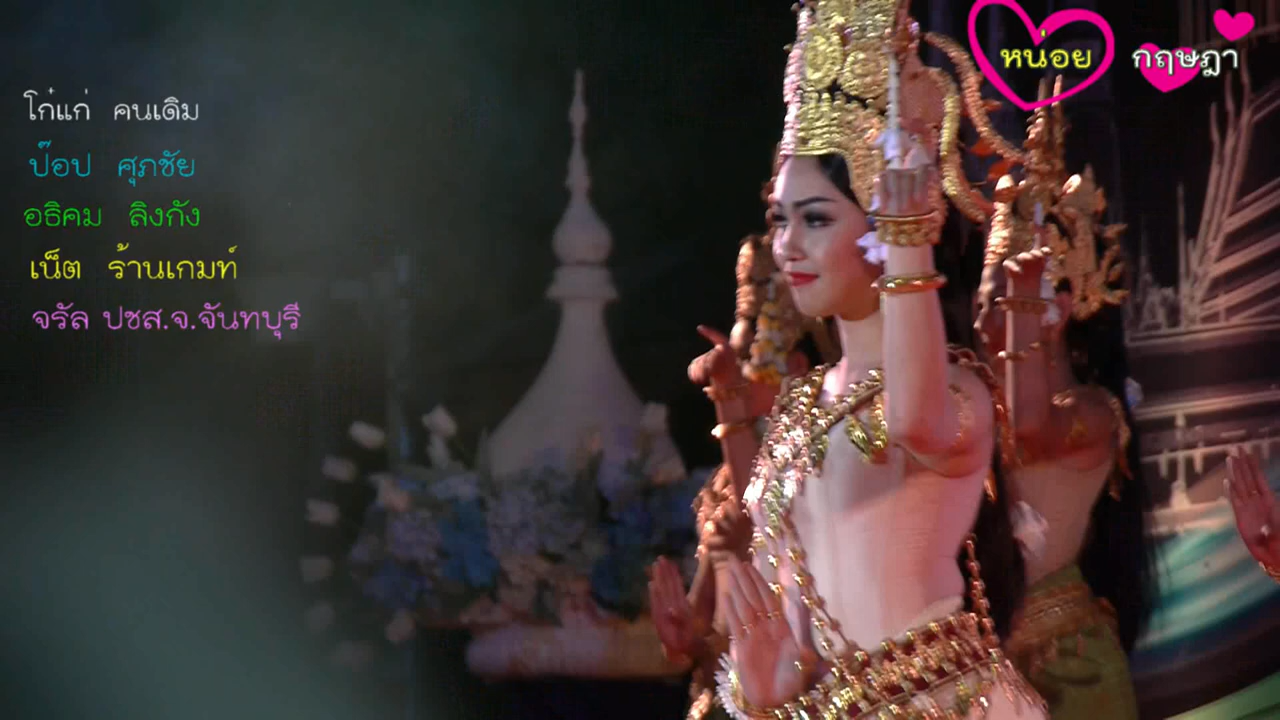 หน่อย กฤษฎา
โก๋แก่ คนเดิม
ป๊อป ศุภชัย
อธิคม ลิงกัง
เน็ต ร้านเกมท์
จรัล ปชส.จ.จันทบุรี